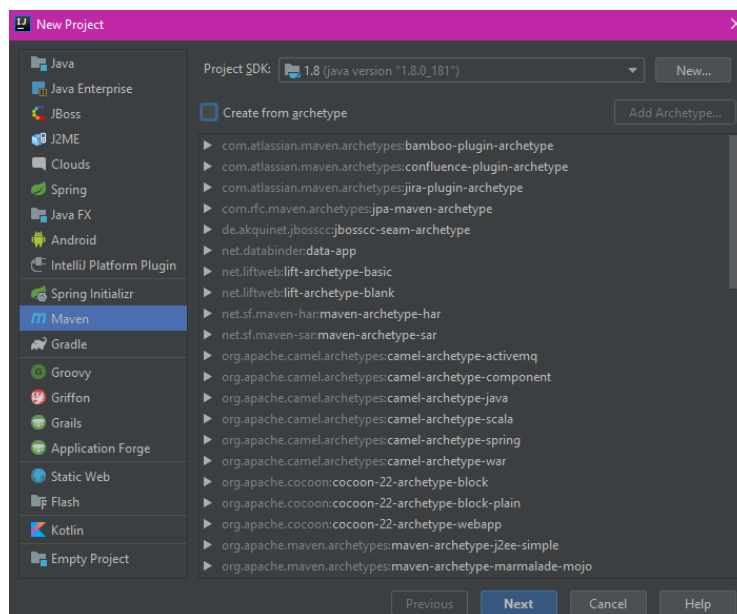 New Project
Java
Java Enterprise
JBoss
J2ME
Clouds
Spring
Java FX
Android
IntelliJ Platform Plugin
Spring Initializr
Maven
Gradle
Groovy
Griffon
Grails
Application Forge
Static Web
Flash
Kotlin
Empty Project
Project SDK: 1.8 (java version "1.8.0_181") New...
Create from archetype Add Archetype...
com.atlassian.maven.archetypes:bamboo-plugin-archetype
com.atlassian.maven.archetypes:confluence-plugin-archetype
com.atlassian.maven.archetypes:jira-plugin-archetype
com.rfc.maven.archetypes:jpa-maven-archetype
de.akquinet.jbosscc:jbosscc-seam-archetype
net.databinder:data-app
net.liftweb:lift-archetype-basic
net.liftweb:lift-archetype-blank
net.sf.maven-har:maven-archetype-har
net.sf.maven-sar:maven-archetype-sar
org.apache.camel.archetypes:camel-archetype-activemq
org.apache.camel.archetypes:camel-archetype-component
org.apache.camel.archetypes:camel-archetype-java
org.apache.camel.archetypes:camel-archetype-scala
org.apache.camel.archetypes:camel-archetype-spring
org.apache.camel.archetypes:camel-archetype-war
org.apache.cocoon:cocoon-22-archetype-block
org.apache.cocoon:cocoon-22-archetype-block-plain
org.apache.cocoon:cocoon-22-archetype-webapp
org.apache.maven.archetypes:maven-archetype-j2ee-simple
org.apache.maven.archetypes:maven-archetype-marmalade-mojo
Previous Next Cancel Help